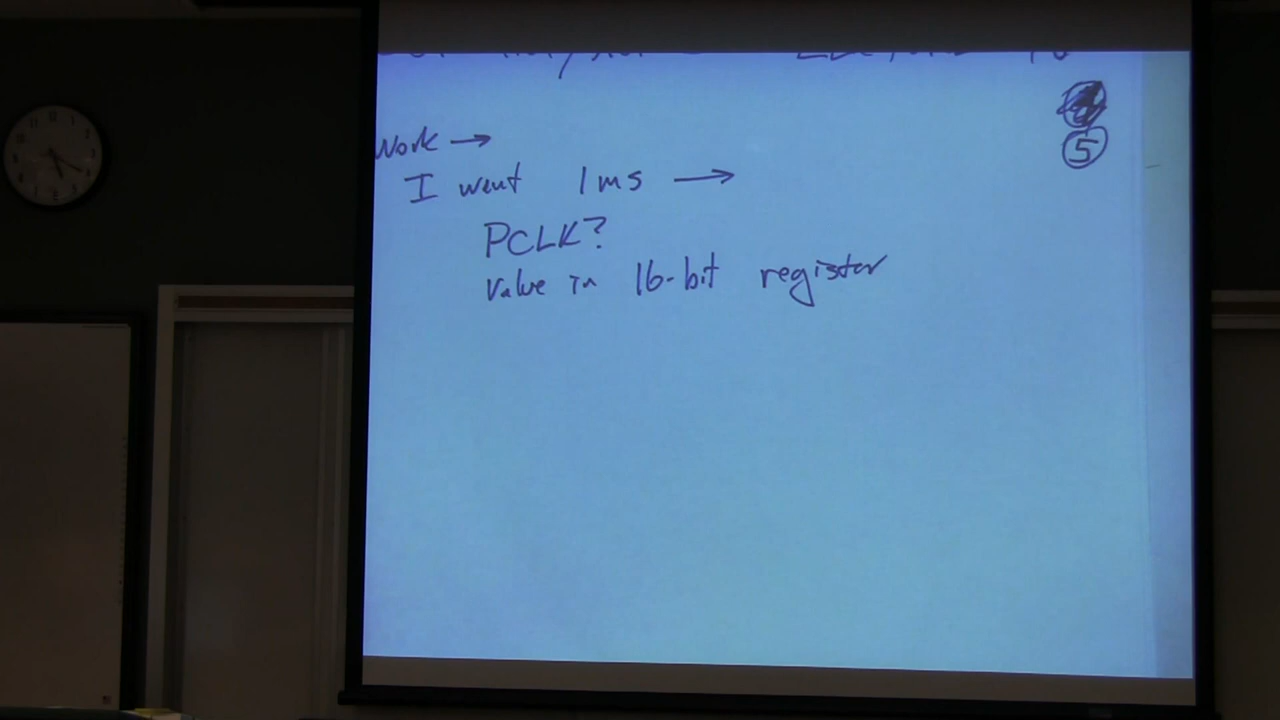 5
Work →
I want 1ms →
PCLK?
Value in 16-bit register